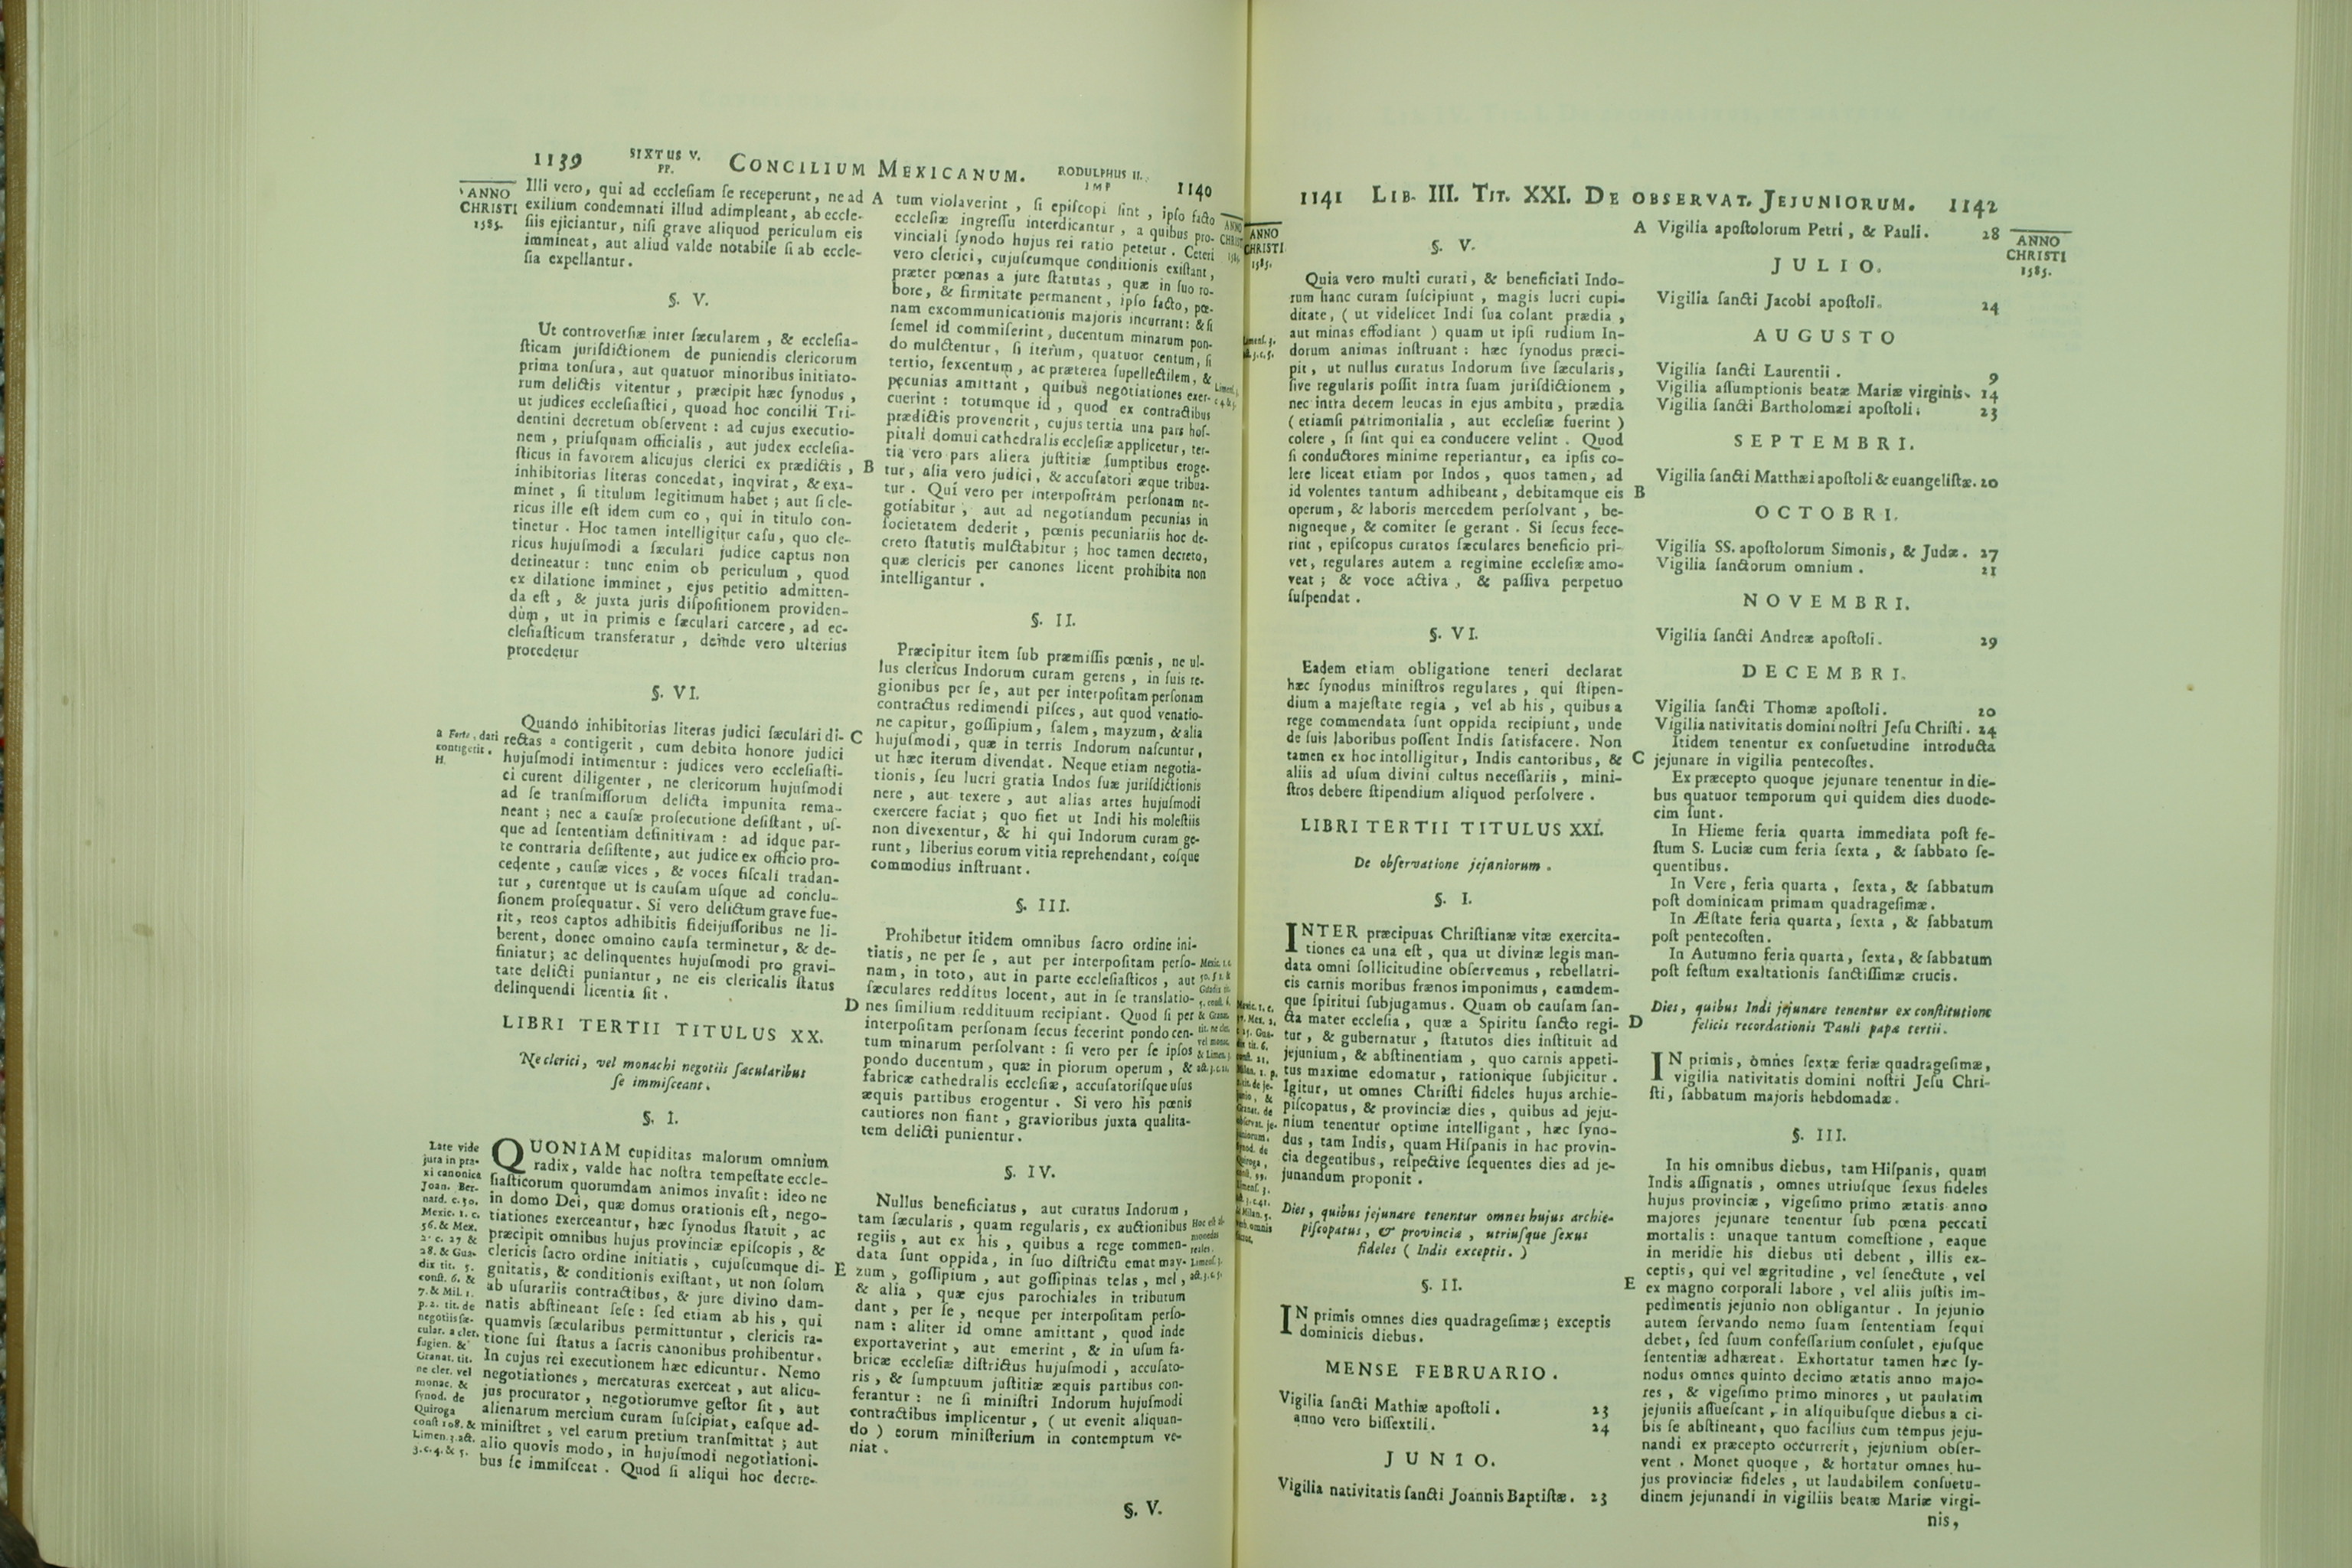 1139 SIXTUS V. PP. CONCILIUM MEXICANUM. RODULPHUS II. IMP 1140
ANNO
CHRISTI
1585.
Illi vero, qui ad eccleſiam ſe receperunt, ne ad
exilium condemnati illud adimpleant, ab eccle-
ſiis ejiciantur, niſi grave aliquod periculum eis
immineat, aut aliud valde notabile ſi ab eccle-
ſia expellantur.
§. V.
Ut controverſiæ inter ſæcularem, & eccleſia-
ſticam jurisdictionem de puniendis clericorum
prima tonſura, aut quatuor minoribus initiato-
rum delictis vitentur, præcipit hæc ſynodus,
ut judices eccleſiaſtici, quoad hoc concilii Tri-
dentini decretum obſervent: ad cujus executio-
nem, priuſquam officialis, aut judex eccleſia-
ſticus in favorem alicujus clerici ex prædictis,
inhibitorias literas concedat, inqvirat, & exa-
minet, ſi titulum legitimum habet; aut ſi cle-
ricus ille eſt idem cum eo, qui in titulo con-
tinetur. Hoc tamen intelligitur caſu, quo cle-
ricus hujuſmodi a ſæculari judice captus non
detineatur: tunc enim ob periculum, quod
ex dilatione imminet, ejus petitio admitten-
da eſt, & juxta juris diſpoſitionem providen-
dum, ut in primis e ſæculari carcere, ad ec-
cleſiaſticum transferatur, deinde vero ulterius
procedetur
§. VI.
Quando inhibitorias literas judici ſæculari di-
rectas a contigerit, cum debito honore judici
hujuſmodi intimentur: judices vero eccleſiaſti-
ci curent diligenter, ne clericorum hujuſmodi
ad ſe tranſmiſſorum delicta impunita rema-
neant; nec a cauſæ proſecutione deſiſtant, uſ-
que ad ſententiam definitivam: ad idque par-
te contraria deſiſtente, aut judice ex officio pro-
cedente, cauſæ vices, & voces fiſcali tradan-
tur, curentque ut is cauſam uſque ad conclu-
ſionem proſequatur. Si vero delictum grave fue-
rit, reos captos adhibitis fideijuſſoribus ne li-
berent, donec omnino cauſa terminetur, & de-
finiatur; ac delinquentes hujuſmodi pro gravi-
tate delicti puniantur, ne eis clericalis ſtatus
delinquendi licentia ſit.
a Forte, dari
contigerit.
H.
LIBRI TERTII TITULUS XX.
Ne clerici, vel monachi negotiis ſæcularibus
ſe immiſceant.
§. I.
QUONIAM cupiditas malorum omnium
radix, valde hac noſtra tempeſtate eccle-
ſiaſticorum quorumdam animos invaſit: ideo ne
in domo Dei, quæ domus orationis eſt, nego-
tiationes exerceantur, hæc ſynodus ſtatuit, ac
præcipit omnibus hujus provinciæ epiſcopis, &
clericis ſacro ordine initiatis, cujuſcumque di-
gnitatis, & conditionis exiſtant, ut non ſolum
ab uſurariis contractibus, & jure divino dam-
natis abſtineant ſeſe: ſed etiam ab his, qui
quamvis ſæcularibus permittuntur, clericis ra-
tione ſui ſtatus a ſacris canonibus prohibentur.
In cujus rei executionem hæc edicuntur. Nemo
negotiationes, mercaturas exerceat, aut alicu-
jus procurator, negotiorumve geſtor ſit, aut
alienarum mercium curam ſuſcipiat, eaſque ad-
miniſtret, vel earum pretium tranſmittat; aut
alio quovis modo, in hujuſmodi negotiationi-
bus ſe immiſceat. Quod ſi aliqui hoc decre-
Late vide
jura in pra-
xi canonica
Joan. Ber-
nard. c. 50.
Mexic. 1. c.
56. & Mex.
2. c. 27 &
28. & Gua-
dix tit. 5.
conſt. 6. &
7. & Mil. 1.
p. 2. tit. de
negotiis ſæ-
cular. a cler.
fugien. &
Granat. tit.
ne cler. vel
monac. &
ſynod. de
Quiroga
conſt 108. &
Limen. 3. act.
3. c. 4. & 5.
A
B
C
D
E
tum violaverint, ſi epiſcopi ſint, ipſo facto
eccleſiæ ingreſſu interdicantur, a quibus pro-
vinciali ſynodo hujus rei ratio petetur. Ceteri
vero clerici, cujuſcumque conditionis exiſtant,
præter pœnas a jure ſtatutas, quæ in ſuo ro-
bore, & firmitate permanent, ipſo facto, pœ-
nam excommunicationis majoris incurrant: & ſi
ſemel id commiſerint, ducentum minarum pon-
do mulctentur, ſi iterum, quatuor centum, ſi
tertio, ſexcentum, ac præterea ſupellectilem, &
pecunias amittant, quibus negotiationes exer-
cuerint: totumque id, quod ex contractibus
prædictis provenerit, cujus tertia una pars hoſ-
pitali domui cathedralis eccleſiæ applicetur, ter-
tia vero pars aliera juſtitiæ ſumptibus eroge-
tur, alia vero judici, & accuſatori æque tribua-
tur. Qui vero per interpoſitam perſonam ne-
gotiabitur, aut ad negotiandum pecunias in
ſocietatem dederit, pœnis pecuniariis hoc de-
creto ſtatutis mulctabitur; hoc tamen decreto,
quæ clericis per canones licent prohibita non
intelligantur.
§. II.
Præcipitur item ſub præmiſſis pœnis, ne ul-
lus clericus Indorum curam gerens, in ſuis re-
gionibus per ſe, aut per interpoſitam perſonam
contractus redimendi piſces, aut quod venatio-
ne capitur, goſſipium, ſalem, mayzum, & alia
hujuſmodi, quæ in terris Indorum naſcuntur,
ut hæc iterum divendat. Neque etiam negotia-
tionis, ſeu lucri gratia Indos ſuæ juriſdictionis
nere, aut texere, aut alias artes hujuſmodi
exercere faciat; quo fiet ut Indi his moleſtiis
non divexentur, & hi qui Indorum curam ge-
runt, liberius eorum vitia reprehendant, eoſque
commodius inſtruant.
§. III.
Prohibetur itidem omnibus ſacro ordine ini-
tiatis, ne per ſe, aut per interpoſitam perſo-
nam, in toto, aut in parte eccleſiaſticos, aut
ſæculares redditus locent, aut in ſe translatio-
nes ſimilium reddituum recipiant. Quod ſi per
interpoſitam perſonam ſecus fecerint pondo cen-
tum minarum perſolvant: ſi vero per ſe ipſos
pondo ducentum, quæ in piorum operum, &
fabricæ cathedralis eccleſiæ, accuſatoriſque uſus
æquis partibus erogentur. Si vero his pœnis
cautiores non fiant, gravioribus juxta qualita-
tem delicti punientur.
§. IV.
Nullus beneficiatus, aut curatus Indorum,
tam ſæcularis, quam regularis, ex auctionibus
regiis, aut ex his, quibus a rege commen-
data ſunt oppida, in ſuo diſtrictu emat may-
zum, goſſipium, aut goſſipinas telas, mel,
& alia, quæ ejus parochiales in tributum
dant, per ſe, neque per interpoſitam perſo-
nam: aliter id omne amittant, quod inde
exportaverint, aut emerint, & in uſum fa-
bricæ eccleſiæ diſtrictus hujuſmodi, accuſato-
ris, & ſumptuum juſtitiæ æquis partibus con-
ferantur: ne ſi miniſtri Indorum hujuſmodi
contractibus implicentur, (ut evenit aliquan-
do) eorum miniſterium in contemptum ve-
niat.
§. V.
1141 LIB. III. TIT. XXI. DE OBSERVAT. JEJUNIORUM. 1142
ANNO
CHRISTI
1585.
§. V.
Quia vero multi curati, & beneficiati Indo-
rum hanc curam ſuſcipiunt, magis lucri cupi-
ditate, (ut videlicet Indi ſua colant prædia,
aut minas effodiant) quam ut ipſi rudium In-
dorum animas inſtruant: hæc ſynodus præci-
pit, ut nullus curatus Indorum ſive ſæcularis,
ſive regularis poſſit intra ſuam juriſdictionem,
nec intra decem leucas in ejus ambitu, prædia
(etiamſi patrimonialia, aut eccleſiæ fuerint)
colere, ſi ſint qui ea conducere velint. Quod
ſi conductores minime reperiantur, ea ipſis co-
lere liceat etiam por Indos, quos tamen, ad
id volentes tantum adhibeant, debitamque eis
operum, & laboris mercedem perſolvant, be-
nigneque, & comiter ſe gerant. Si ſecus fece-
rint, epiſcopus curatos ſæculares beneficio pri-
vet, regulares autem a regimine eccleſiæ amo-
veat; & voce activa, & paſſiva perpetuo
ſuſpendat.
§. VI.
Eadem etiam obligatione teneri declarat
hæc ſynodus miniſtros regulares, qui ſtipen-
dium a majeſtate regia, vel ab his, quibus a
rege commendata ſunt oppida recipiunt, unde
de ſuis laboribus poſſent Indis ſatisfacere. Non
tamen ex hoc intolligitur, Indis cantoribus, &
aliis ad uſum divini cultus neceſſariis, mini-
ſtros debere ſtipendium aliquod perſolvere.
LIBRI TERTII TITULUS XXI.
De obſervatione jejuniorum.
§. I.
INTER præcipuas Chriſtianæ vitæ exercita-
tiones ea una eſt, qua ut divinæ legis man-
data omni ſollicitudine obſervemus, rebellatri-
cis carnis moribus frænos imponimus, eamdem-
que ſpiritui ſubjugamus. Quam ob cauſam ſan-
cta mater eccleſia, quæ a Spiritu ſancto regi-
tur, & gubernatur, ſtatutos dies inſtituit ad
jejunium, & abſtinentiam, quo carnis appeti-
tus maxime edomatur, rationique ſubjicitur.
Igitur, ut omnes Chriſti fideles hujus archie-
piſcopatus, & provinciæ dies, quibus ad jeju-
nium tenentur optime intelligant, hæc ſyno-
dus, tam Indis, quam Hiſpanis in hac provin-
cia degentibus, reſpective ſequentes dies ad je-
junandum proponit.
Dies, quibus jejunare tenentur omnes hujus archie-
piſcopatus, & provincia, utriuſque ſexus
fideles (Indis exceptis.)
§. II.
IN primis omnes dies quadrageſimæ; exceptis
dominicis diebus.
MENSE FEBRUARIO.
Vigilia ſancti Mathiæ apoſtoli. 23
anno vero biſſextili. 24
JUNIO.
Vigilia nativitatis ſancti Joannis Baptiſtæ. 23
A
B
C
D
E
Vigilia apoſtolorum Petri, & Pauli. 28
ANNO
CHRISTI
1585.
JULIO.
Vigilia ſancti Jacobi apoſtoli. 24
AUGUSTO
Vigilia ſancti Laurentii. 9
Vigilia aſſumptionis beatæ Mariæ virginis. 14
Vigilia ſancti Bartholomæi apoſtoli. 23
SEPTEMBRI.
Vigilia ſancti Matthæi apoſtoli & euangeliſtæ. 20
OCTOBRI.
Vigilia SS. apoſtolorum Simonis, & Judæ. 27
Vigilia ſanctorum omnium. 21
NOVEMBRI.
Vigilia ſancti Andreæ apoſtoli. 29
DECEMBRI.
Vigilia ſancti Thomæ apoſtoli. 20
Vigilia nativitatis domini noſtri Jeſu Chriſti. 24
Itidem tenentur ex conſuetudine introducta
jejunare in vigilia pentecoſtes.
Ex præcepto quoque jejunare tenentur in die-
bus quatuor temporum qui quidem dies duode-
cim ſunt.
In Hieme feria quarta immediata poſt fe-
ſtum S. Luciæ cum feria ſexta, & ſabbato ſe-
quentibus.
In Vere, feria quarta, ſexta, & ſabbatum
poſt dominicam primam quadrageſimæ.
In Æſtate feria quarta, ſexta, & ſabbatum
poſt pentecoſten.
In Autumno feria quarta, ſexta, & ſabbatum
poſt feſtum exaltationis ſanctiſſimæ crucis.
Dies, quibus Indi jejunare tenentur ex conſtitutione
felicis recordationis Pauli papæ tertii.
IN primis, omnes ſextæ feriæ quadrageſimæ,
vigilia nativitatis domini noſtri Jeſu Chri-
ſti, ſabbatum majoris hebdomadæ.
§. III.
In his omnibus diebus, tam Hiſpanis, quam
Indis aſſignatis, omnes utriuſque ſexus fideles
hujus provinciæ, vigeſimo primo ætatis anno
majores jejunare tenentur ſub pœna peccati
mortalis: unaque tantum comeſtione, eaque
in meridie his diebus uti debent, illis ex-
ceptis, qui vel ægritudine, vel ſenectute, vel
ex magno corporali labore, vel aliis juſtis im-
pedimentis jejunio non obligantur. In jejunio
autem ſervando nemo ſuam ſententiam ſequi
debet, ſed ſuum confeſſarium conſulet, ejuſque
ſententiæ adhæreat. Exhortatur tamen hæc ſy-
nodus omnes quinto decimo ætatis anno majo-
res, & vigeſimo primo minores, ut paulatim
jejuniis aſſueſcant, in aliquibuſque diebus a ci-
bis ſe abſtineant, quo facilius cum tempus jeju-
nandi ex præcepto occurrerit, jejunium obſer-
vent. Monet quoque, & hortatur omnes hu-
jus provinciæ fideles, ut laudabilem conſuetu-
dinem jejunandi in vigiliis beatæ Mariæ virgi-
nis,